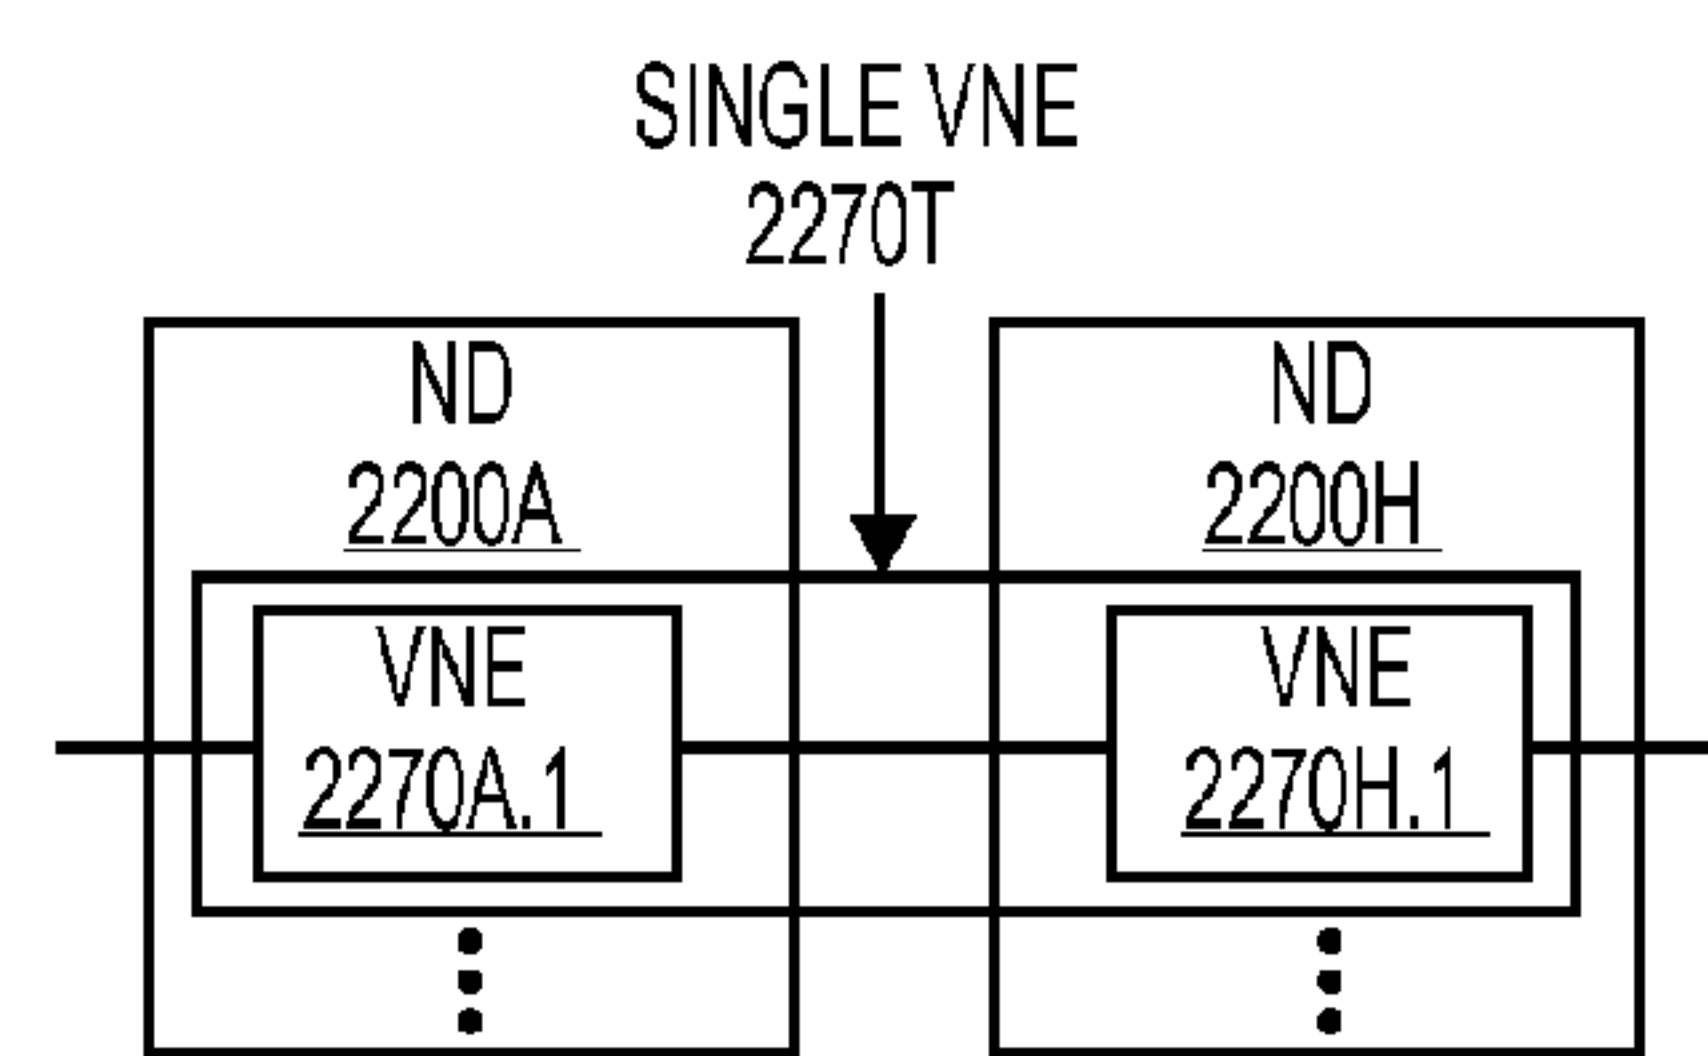 SINGLE VNE
2270T
ND
2200A
ND
2200H
VNE
2270A.1
VNE
2270H.1